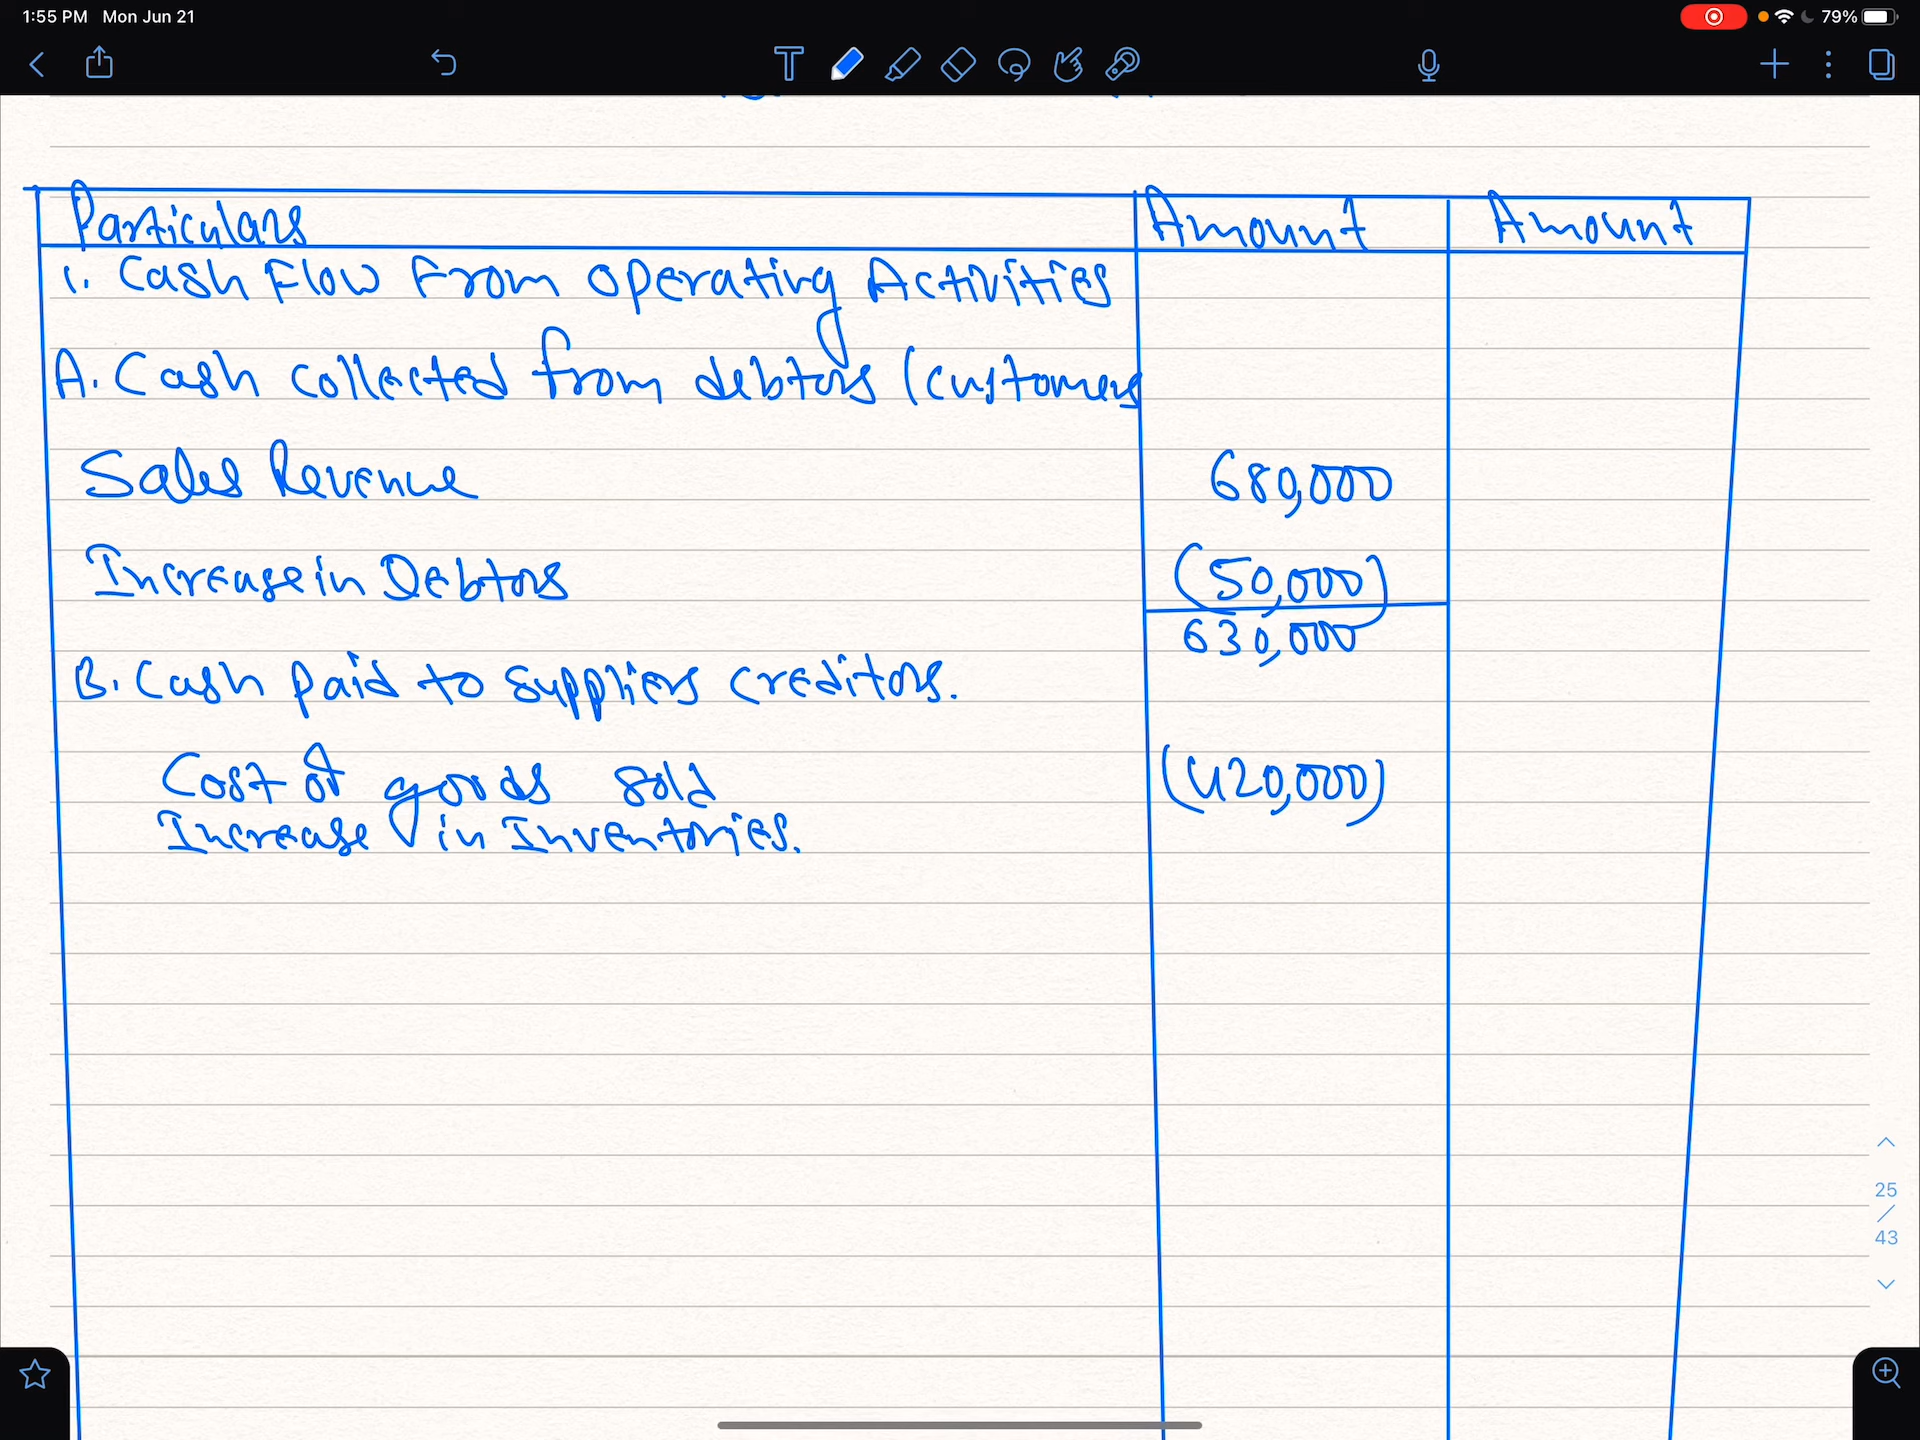 1:55 PM Mon Jun 21
79%
Particulars Amount Amount
1. Cash Flow From Operating Activities
A. Cash collected from debtors (customers
Sales Revenue 680,000
Increase in Debtors (50,000)
630,000
B. Cash paid to suppliers creditors.
Cost of goods sold (420,000)
Increase in Inventories.
25
/
43